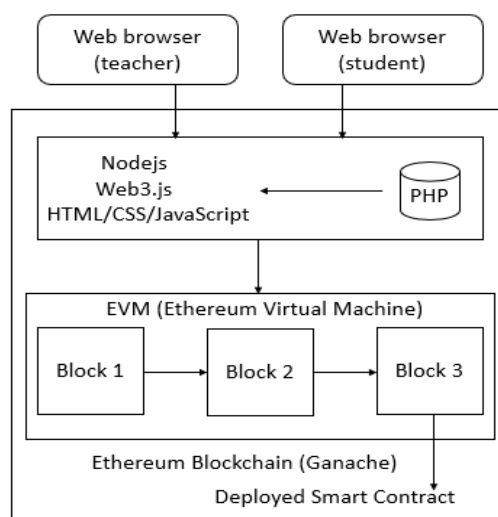 Web browser
(teacher)
Web browser
(student)
Nodejs
Web3.js
HTML/CSS/JavaScript
PHP
EVM (Ethereum Virtual Machine)
Block 1
Block 2
Block 3
Ethereum Blockchain (Ganache)
Deployed Smart Contract